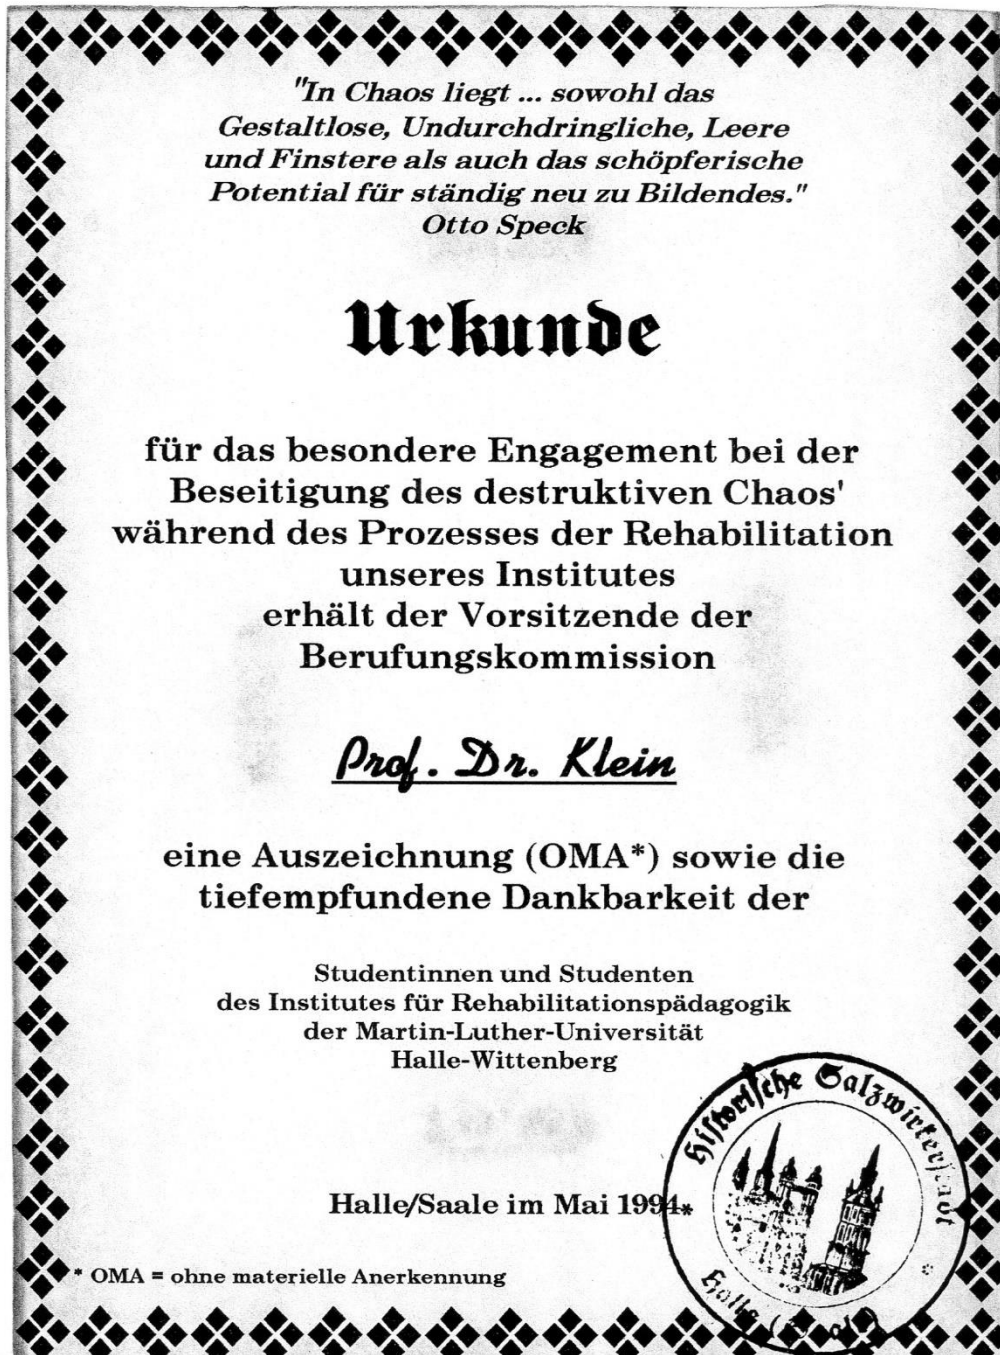 "In Chaos liegt ... sowohl das
Gestaltlose, Undurchdringliche, Leere
und Finstere als auch das schöpferische
Potential für ständig neu zu Bildendes."
Otto Speck
Urkunde
für das besondere Engagement bei der
Beseitigung des destruktiven Chaos'
während des Prozesses der Rehabilitation
unseres Institutes
erhält der Vorsitzende der
Berufungskommission
Prof. Dr. Klein
eine Auszeichnung (OMA*) sowie die
tiefempfundene Dankbarkeit der
Studentinnen und Studenten
des Institutes für Rehabilitationspädagogik
der Martin-Luther-Universität
Halle-Wittenberg
Halle/Saale im Mai 1994
* OMA = ohne materielle Anerkennung
Historische Salzwirkerstadt
Halle (Saale)